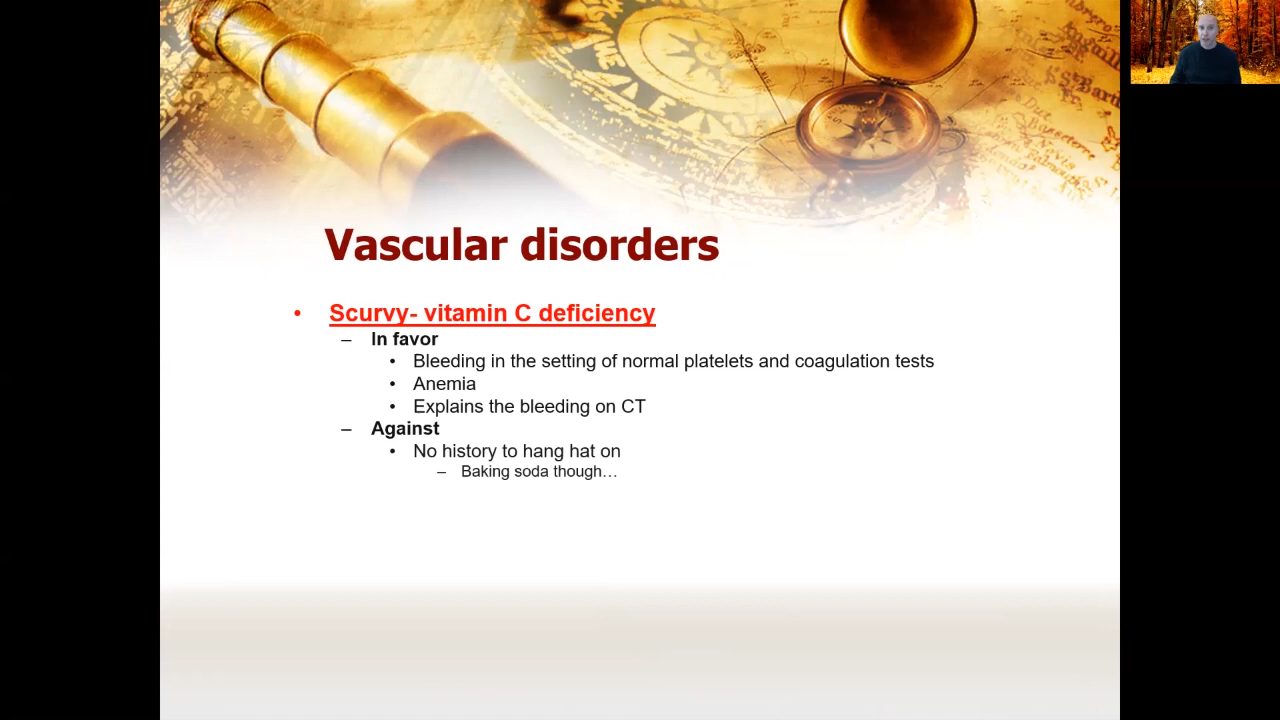 Vascular disorders
• Scurvy- vitamin C deficiency
– In favor
• Bleeding in the setting of normal platelets and coagulation tests
• Anemia
• Explains the bleeding on CT
– Against
• No history to hang hat on
– Baking soda though…